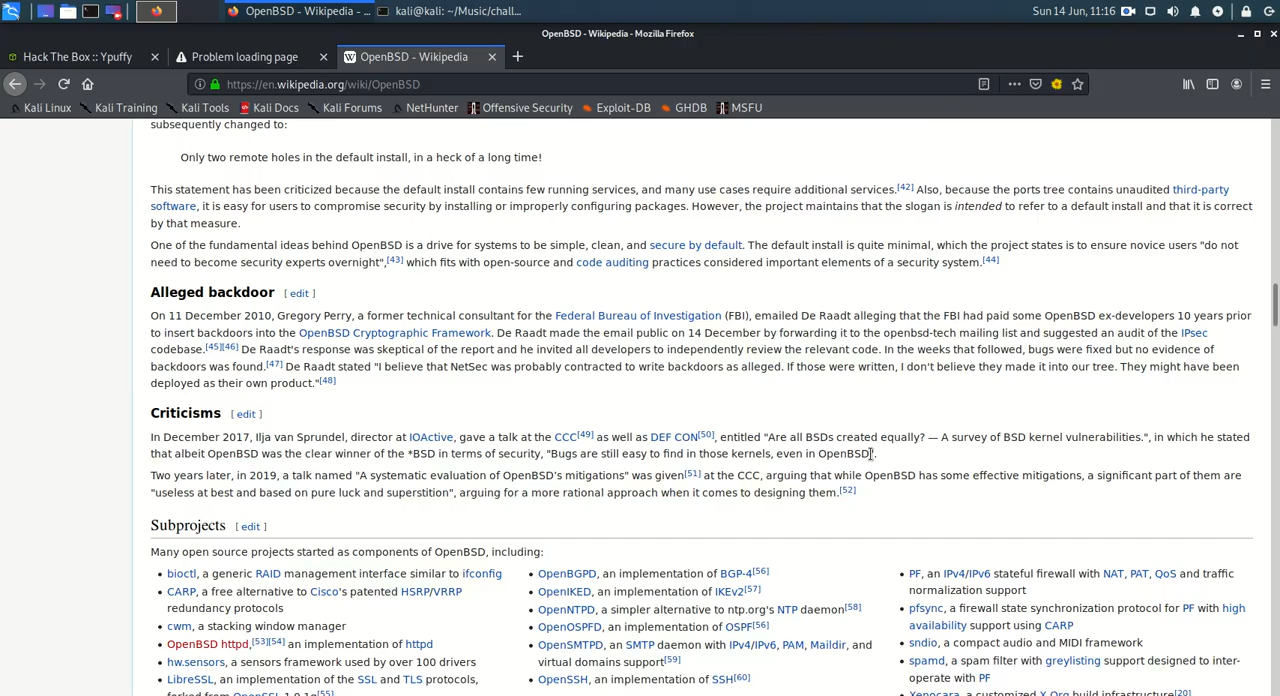 OpenBSD - Wikipedia - ...
kali@kali: ~/Music/chall...
Sun 14 Jun, 11:16
OpenBSD - Wikipedia - Mozilla Firefox
Hack The Box :: Ypuffy
Problem loading page
OpenBSD - Wikipedia
https://en.wikipedia.org/wiki/OpenBSD
Kali Linux
Kali Training
Kali Tools
Kali Docs
Kali Forums
NetHunter
Offensive Security
Exploit-DB
GHDB
MSFU
subsequently changed to:
Only two remote holes in the default install, in a heck of a long time!
This statement has been criticized because the default install contains few running services, and many use cases require additional services.[42] Also, because the ports tree contains unaudited third-party
software, it is easy for users to compromise security by installing or improperly configuring packages. However, the project maintains that the slogan is intended to refer to a default install and that it is correct
by that measure.
One of the fundamental ideas behind OpenBSD is a drive for systems to be simple, clean, and secure by default. The default install is quite minimal, which the project states is to ensure novice users "do not
need to become security experts overnight",[43] which fits with open-source and code auditing practices considered important elements of a security system.[44]
Alleged backdoor [ edit ]
On 11 December 2010, Gregory Perry, a former technical consultant for the Federal Bureau of Investigation (FBI), emailed De Raadt alleging that the FBI had paid some OpenBSD ex-developers 10 years prior
to insert backdoors into the OpenBSD Cryptographic Framework. De Raadt made the email public on 14 December by forwarding it to the openbsd-tech mailing list and suggested an audit of the IPsec
codebase.[45][46] De Raadt's response was skeptical of the report and he invited all developers to independently review the relevant code. In the weeks that followed, bugs were fixed but no evidence of
backdoors was found.[47] De Raadt stated "I believe that NetSec was probably contracted to write backdoors as alleged. If those were written, I don't believe they made it into our tree. They might have been
deployed as their own product."[48]
Criticisms [ edit ]
In December 2017, Ilja van Sprundel, director at IOActive, gave a talk at the CCC[49] as well as DEF CON[50], entitled "Are all BSDs created equally? — A survey of BSD kernel vulnerabilities.", in which he stated
that albeit OpenBSD was the clear winner of the *BSD in terms of security, "Bugs are still easy to find in those kernels, even in OpenBSD".
Two years later, in 2019, a talk named "A systematic evaluation of OpenBSD's mitigations" was given[51] at the CCC, arguing that while OpenBSD has some effective mitigations, a significant part of them are
"useless at best and based on pure luck and superstition", arguing for a more rational approach when it comes to designing them.[52]
Subprojects [ edit ]
Many open source projects started as components of OpenBSD, including:
• bioctl, a generic RAID management interface similar to ifconfig
• CARP, a free alternative to Cisco's patented HSRP/VRRP
redundancy protocols
• cwm, a stacking window manager
• OpenBSD httpd,[53][54] an implementation of httpd
• hw.sensors, a sensors framework used by over 100 drivers
• LibreSSL, an implementation of the SSL and TLS protocols,
forked from OpenSSL 1.0.1g[55]
• OpenBGPD, an implementation of BGP-4[56]
• OpenIKED, an implementation of IKEv2[57]
• OpenNTPD, a simpler alternative to ntp.org's NTP daemon[58]
• OpenOSPFD, an implementation of OSPF[56]
• OpenSMTPD, an SMTP daemon with IPv4/IPv6, PAM, Maildir, and
virtual domains support[59]
• OpenSSH, an implementation of SSH[60]
• PF, an IPv4/IPv6 stateful firewall with NAT, PAT, QoS and traffic
normalization support
• pfsync, a firewall state synchronization protocol for PF with high
availability support using CARP
• sndio, a compact audio and MIDI framework
• spamd, a spam filter with greylisting support designed to inter-
operate with PF
• Xenocara, a customized X.Org build infrastructure[20]